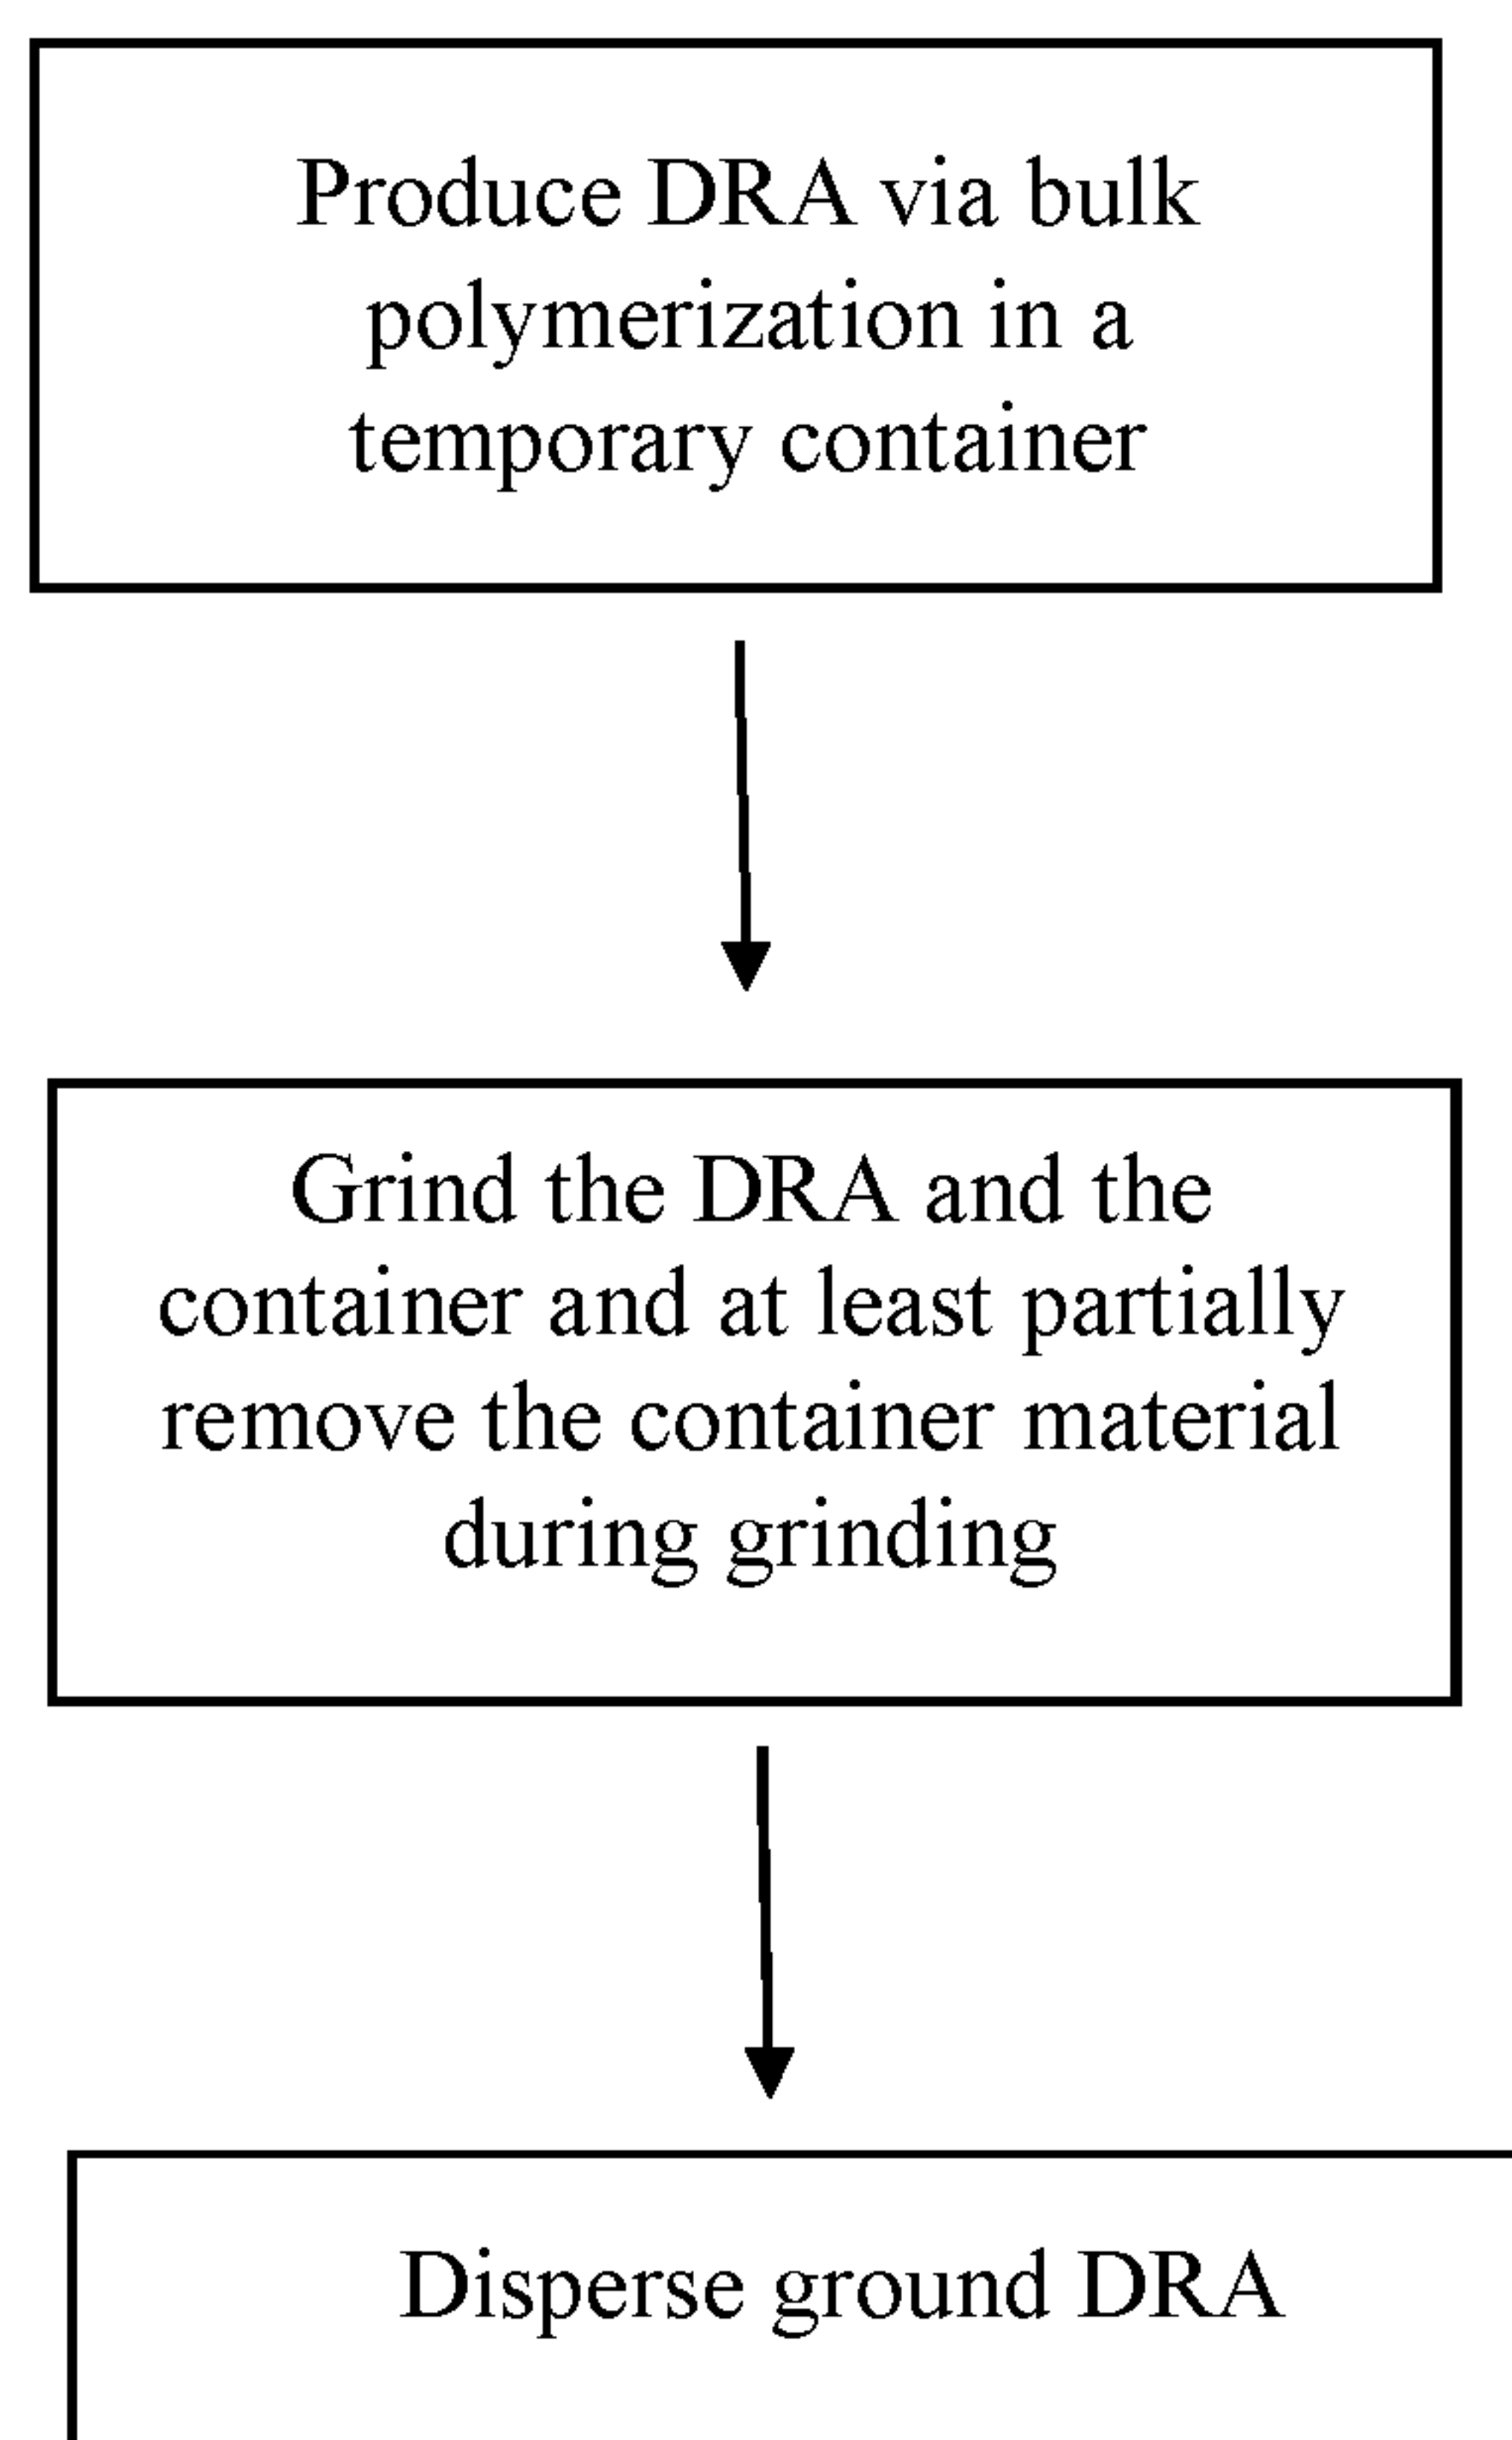 Produce DRA via bulk
polymerization in a
temporary container
Grind the DRA and the
container and at least partially
remove the container material
during grinding
Disperse ground DRA